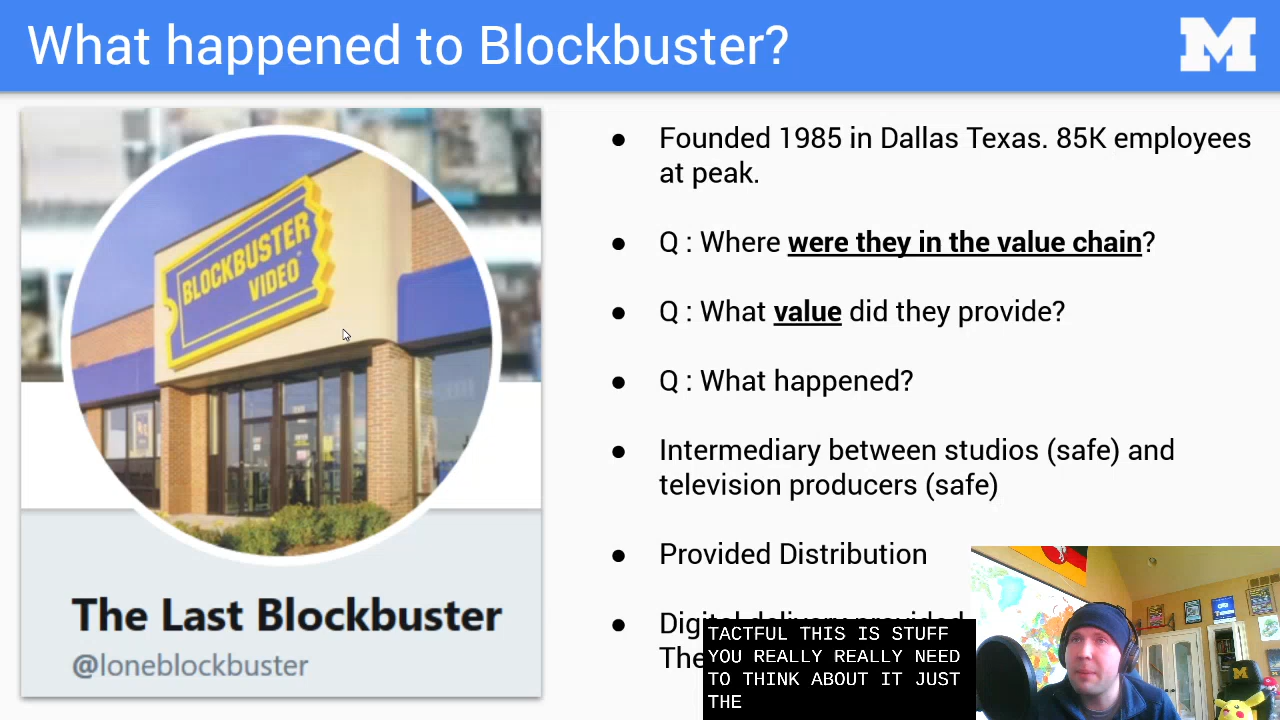 What happened to Blockbuster?
M
BLOCKBUSTER
VIDEO
The Last Blockbuster
@loneblockbuster
● Founded 1985 in Dallas Texas. 85K employees
at peak.
● Q : Where were they in the value chain?
● Q : What value did they provide?
● Q : What happened?
● Intermediary between studios (safe) and
television producers (safe)
● Provided Distribution
● Digital delivery provided
The
TACTFUL THIS IS STUFF
YOU REALLY REALLY NEED
TO THINK ABOUT IT JUST
THE